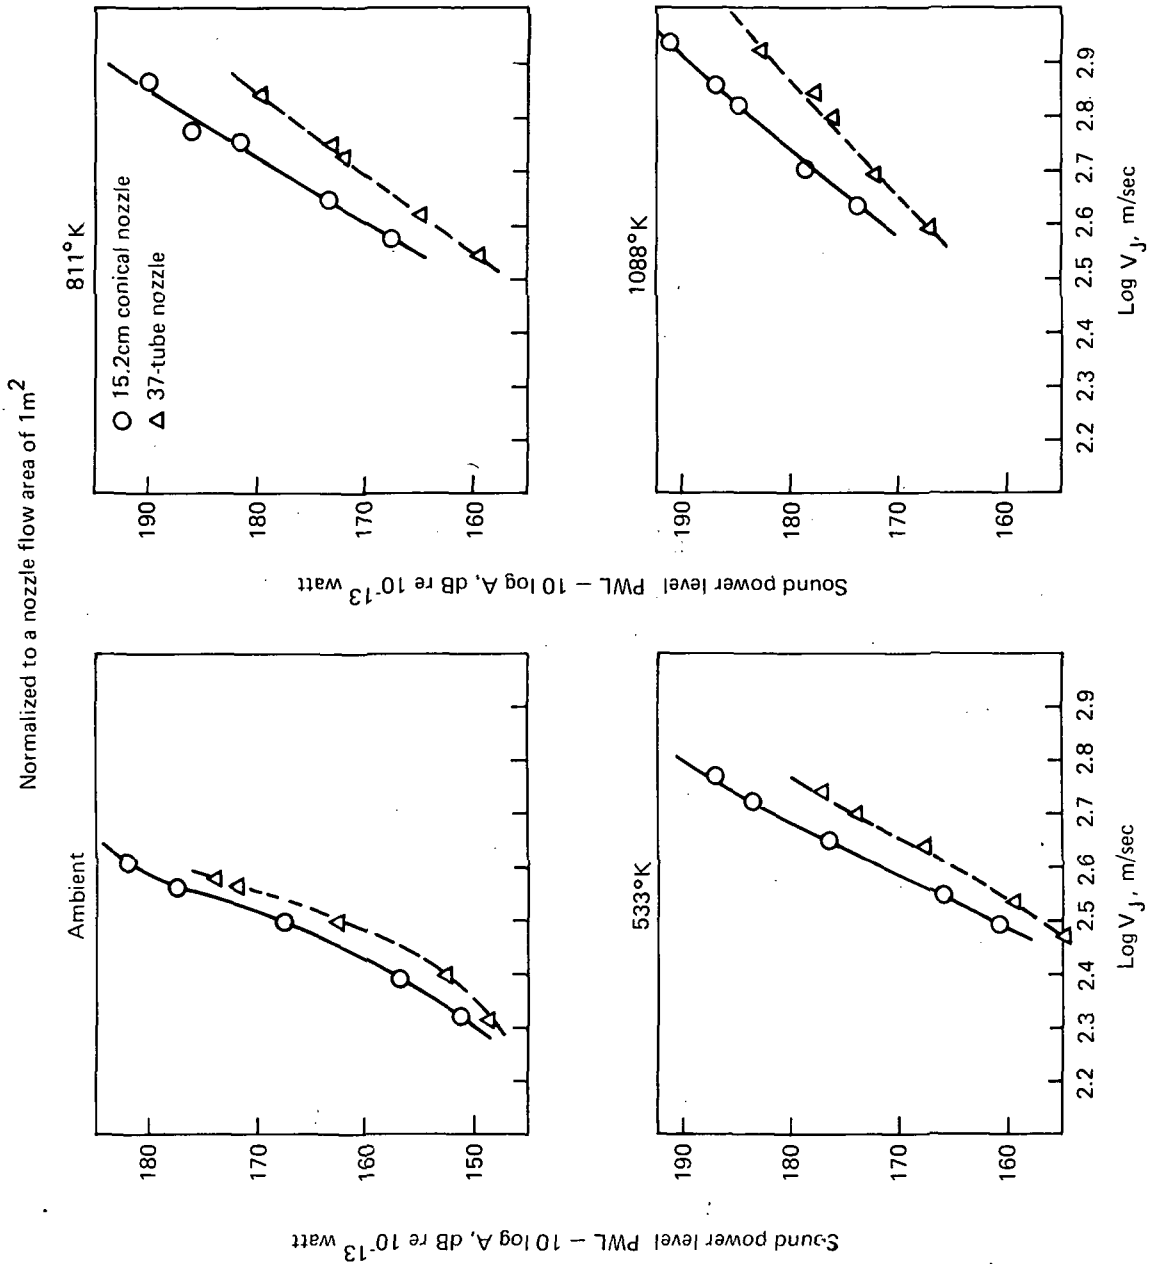 Normalized to a nozzle flow area of 1m²
Ambient
180
170
160
150
811°K
190
180
170
160
15.2cm conical nozzle
37-tube nozzle
Sound power level PWL – 10 log A, dB re 10⁻¹³ watt
Sound power level PWL – 10 log A, dB re 10⁻¹³ watt
533°K
190
180
170
160
2.2 2.3 2.4 2.5 2.6 2.7 2.8 2.9
Log V_J, m/sec
1088°K
190
180
170
160
2.2 2.3 2.4 2.5 2.6 2.7 2.8 2.9
Log V_J, m/sec